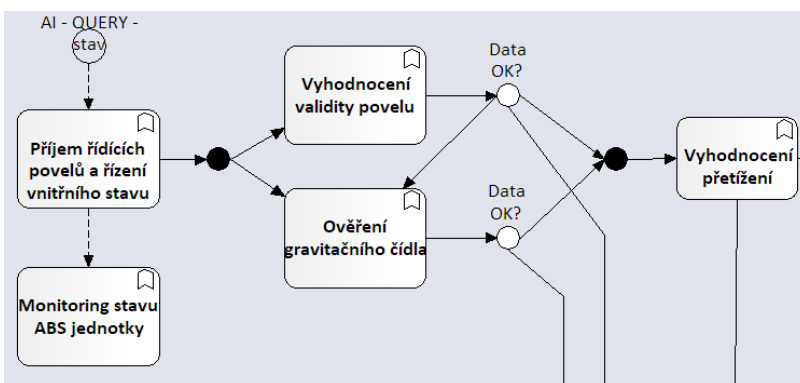 AI - QUERY -
stav
Příjem řídících
povelů a řízení
vnitřního stavu
Monitoring stavu
ABS jednotky
Vyhodnocení
validity povelu
Data
OK?
Ověření
gravitačního čídla
Data
OK?
Vyhodnocení
přetížení